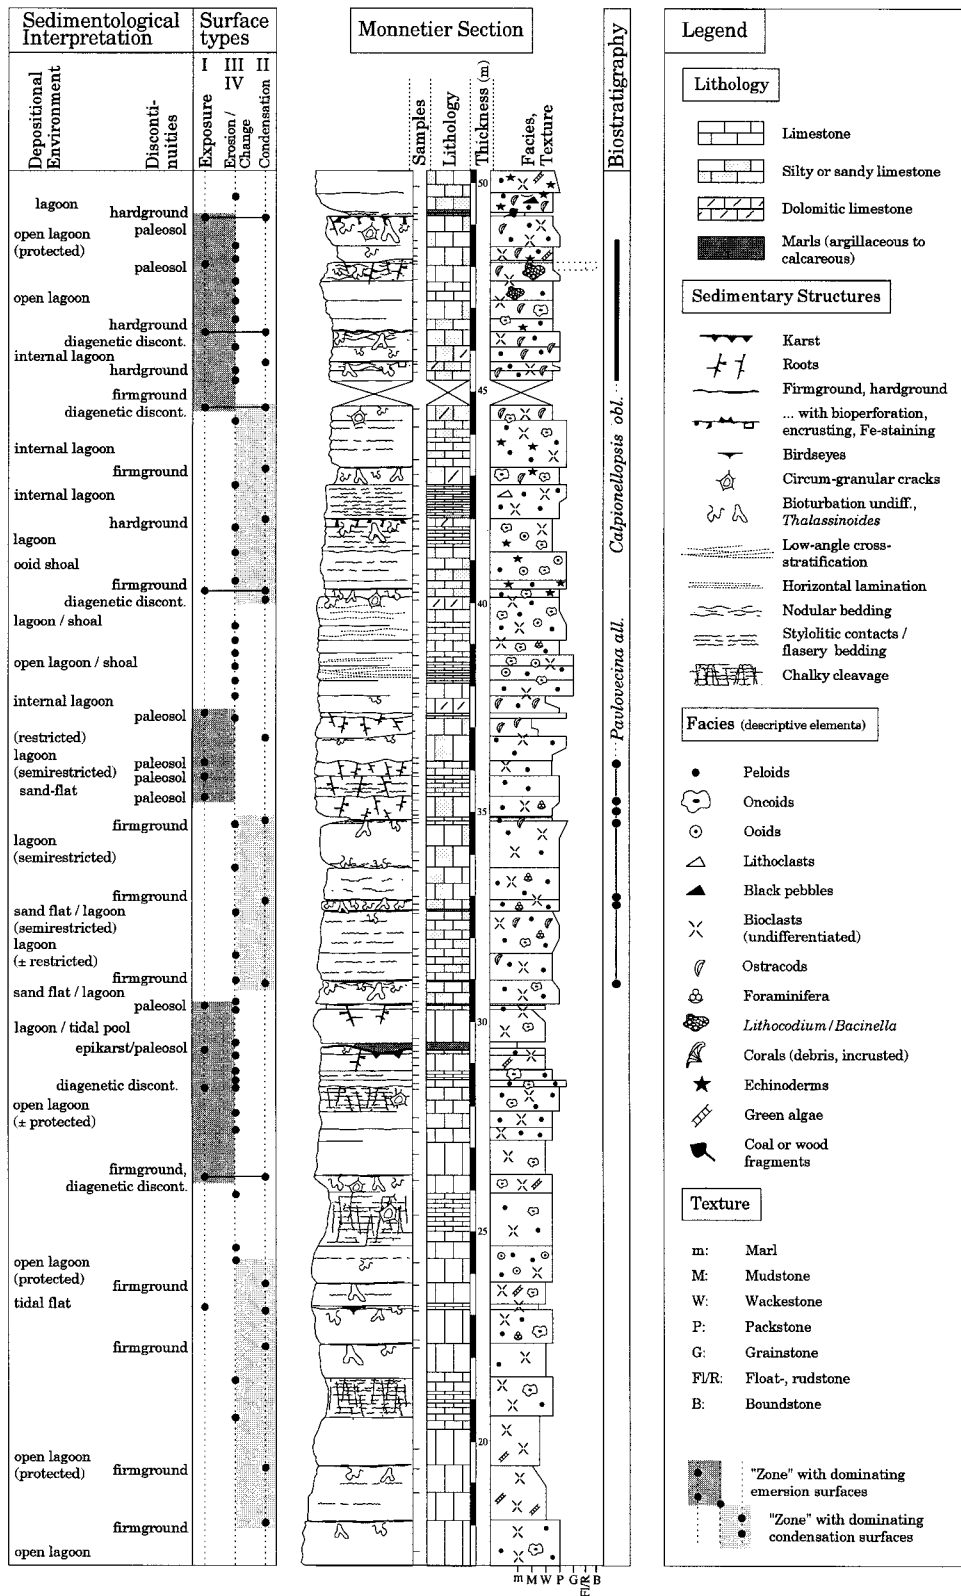 Sedimentological
Interpretation
Surface
types
Monnetier Section
Depositional
Environment
Disconti-
nuities
I
III
IV
II
Exposure
Erosion /
Change
Condensation
Samples
Lithology
Thickness (m)
Facies,
Texture
Biostratigraphy
lagoon
hardground
paleosol
open lagoon
(protected)
paleosol
open lagoon
hardground
diagenetic discont.
internal lagoon
hardground
firmground
diagenetic discont.
internal lagoon
firmground
internal lagoon
hardground
lagoon
ooid shoal
firmground
diagenetic discont.
lagoon / shoal
open lagoon / shoal
internal lagoon
paleosol
(restricted)
lagoon
(semirestricted)
paleosol
paleosol
sand-flat
paleosol
firmground
lagoon
(semirestricted)
firmground
sand flat / lagoon
(semirestricted)
lagoon
(± restricted)
firmground
sand flat / lagoon
paleosol
lagoon / tidal pool
epikarst/paleosol
diagenetic discont.
open lagoon
(± protected)
firmground,
diagenetic discont.
open lagoon
(protected)
firmground
tidal flat
firmground
open lagoon
(protected)
firmground
firmground
open lagoon
50
45
40
35
30
25
20
Calpionellopsis obl.
Pavlovecina all.
m M W P G Fl/R B
Legend
Lithology
Limestone
Silty or sandy limestone
Dolomitic limestone
Marls (argillaceous to
calcareous)
Sedimentary Structures
Karst
Roots
Firmground, hardground
... with bioperforation,
encrusting, Fe-staining
Birdseyes
Circum-granular cracks
Bioturbation undiff.,
Thalassinoides
Low-angle cross-
stratification
Horizontal lamination
Nodular bedding
Stylolitic contacts /
flasery bedding
Chalky cleavage
Facies (descriptive elements)
Peloids
Oncoids
Ooids
Lithoclasts
Black pebbles
Bioclasts
(undifferentiated)
Ostracods
Foraminifera
Lithocodium / Bacinella
Corals (debris, incrusted)
Echinoderms
Green algae
Coal or wood
fragments
Texture
m: Marl
M: Mudstone
W: Wackestone
P: Packstone
G: Grainstone
Fl/R: Float-, rudstone
B: Boundstone
"Zone" with dominating
emersion surfaces
"Zone" with dominating
condensation surfaces